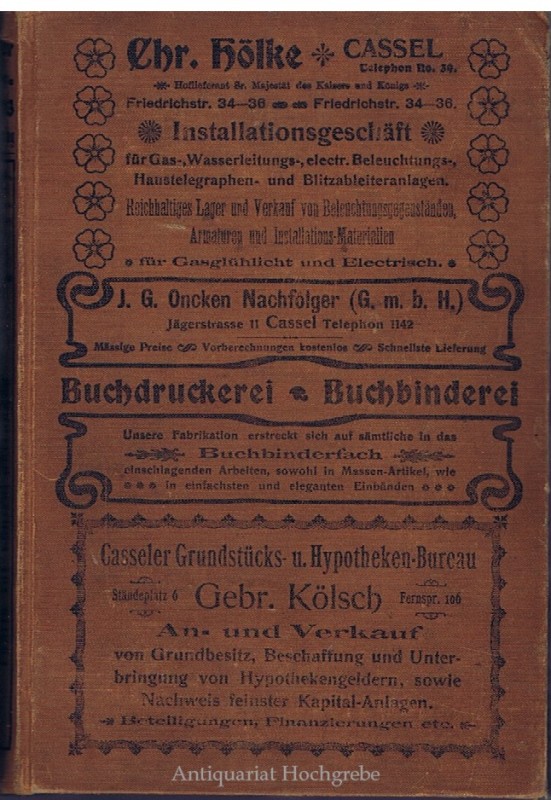 Chr. Hölke * CASSEL
Telephon No. 39.
Hoflieferant Sr. Majestät des Kaisers und Königs
Friedrichstr. 34—36 Friedrichstr. 34—36.
Installationsgeschäft
für Gas-, Wasserleitungs-, electr. Beleuchtungs-,
Haustelegraphen- und Blitzableiteranlagen.
Reichhaltiges Lager und Verkauf von Beleuchtungsgegenständen,
Armaturen und Installations-Materialien
für Gasglühlicht und Electrisch.
J. G. Oncken Nachfolger (G. m. b. H.)
Jägerstrasse 11 Cassel Telephon 1142
Mässige Preise Vorberechnungen kostenlos Schnellste Lieferung
Buchdruckerei Buchbinderei
Unsere Fabrikation erstreckt sich auf sämtliche in das
Buchbinderfach
einschlagenden Arbeiten, sowohl in Massen-Artikel, wie
in einfachsten und eleganten Einbänden
Casseler Grundstücks- u. Hypotheken-Bureau
Ständeplatz 6 Gebr. Kölsch Fernspr. 106
An- und Verkauf
von Grundbesitz, Beschaffung und Unter-
bringung von Hypothekengeldern, sowie
Nachweis feinster Kapital-Anlagen.
Beteiligungen, Finanzierungen etc.
Antiquariat Hochgrebe